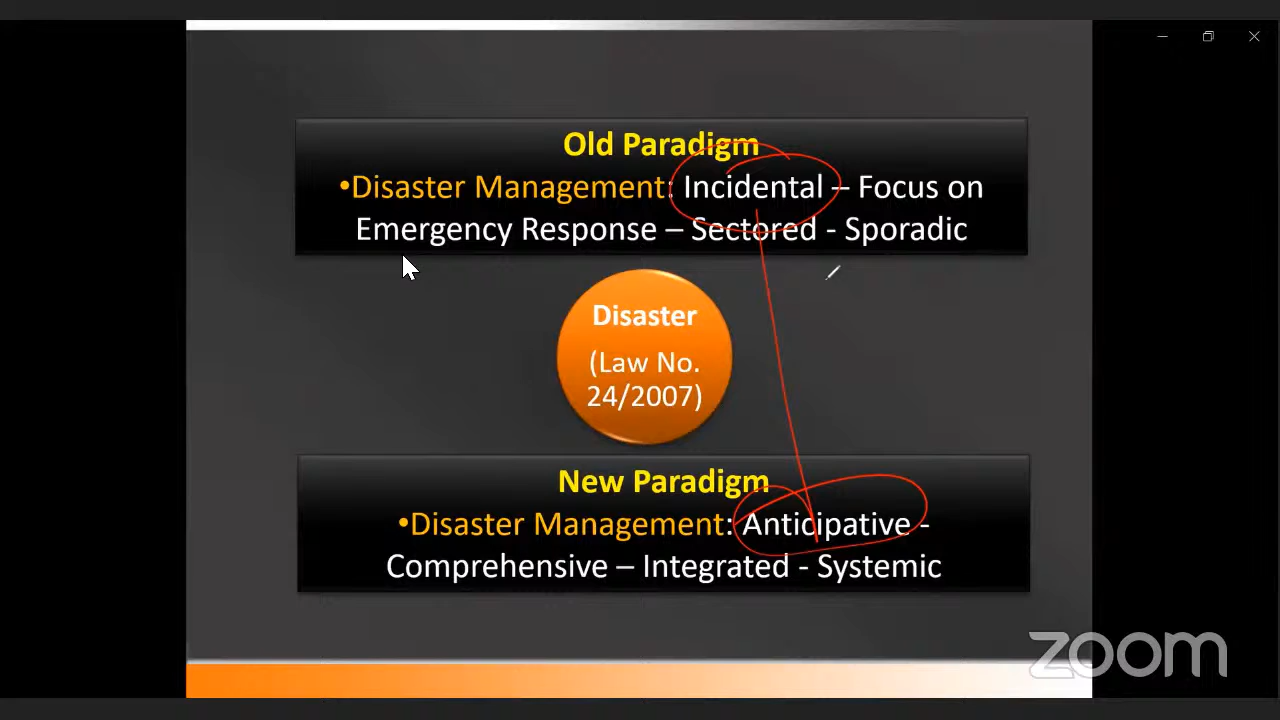 Old Paradigm
•Disaster Management: Incidental – Focus on
Emergency Response – Sectored - Sporadic
Disaster
(Law No.
24/2007)
New Paradigm
•Disaster Management: Anticipative -
Comprehensive – Integrated - Systemic
zoom